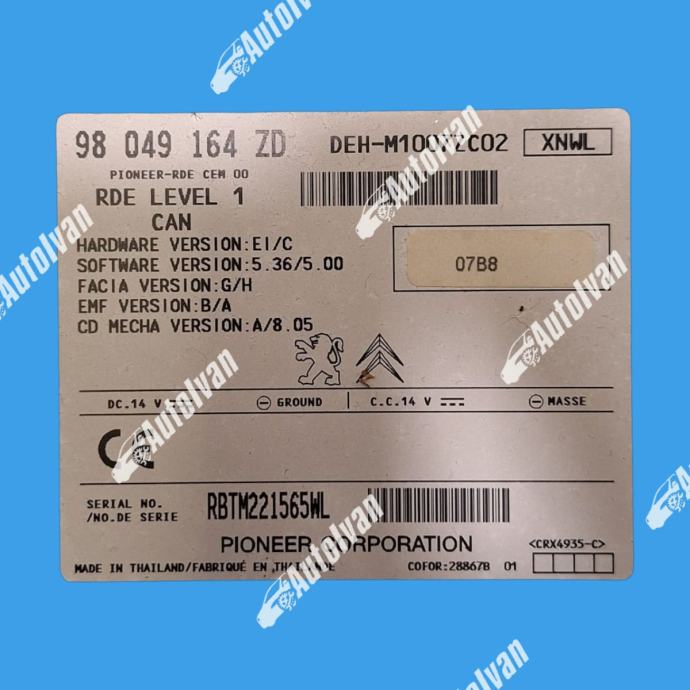 98 049 164 ZD DEH-M10072C02 XNWL
PIONEER-RDE CEM 00
RDE LEVEL 1
CAN
HARDWARE VERSION:EI/C
SOFTWARE VERSION:5.36/5.00
07B8
FACIA VERSION:G/H
EMF VERSION:B/A
CD MECHA VERSION:A/8.05
DC.14 V GROUND C.C.14 V MASSE
CE
SERIAL NO.
/NO.DE SERIE RBTM221565WL
PIONEER CORPORATION <CRX4935-C>
MADE IN THAILAND/FABRIQUÉ EN THAILANDE COFOR:28867B 01
AutoIvan
AutoIvan
AutoIvan
AutoIvan
AutoIvan
AutoIvan
AutoIvan